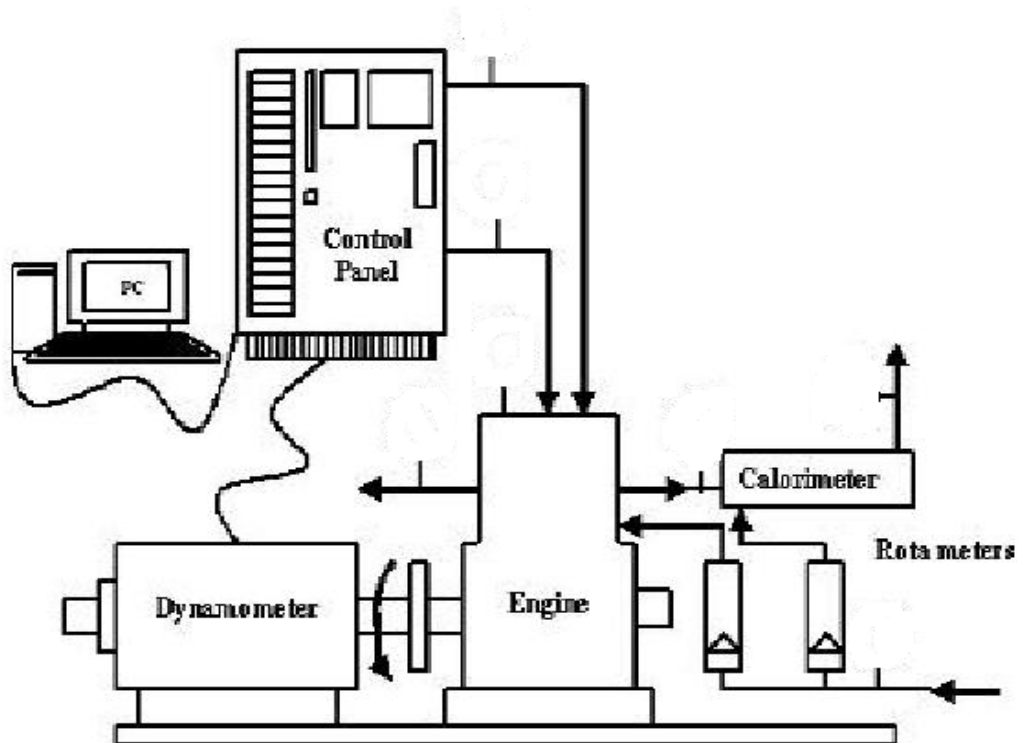 Control
Panel
PC
Calorimeter
Rota meters
Dynamometer
Engine